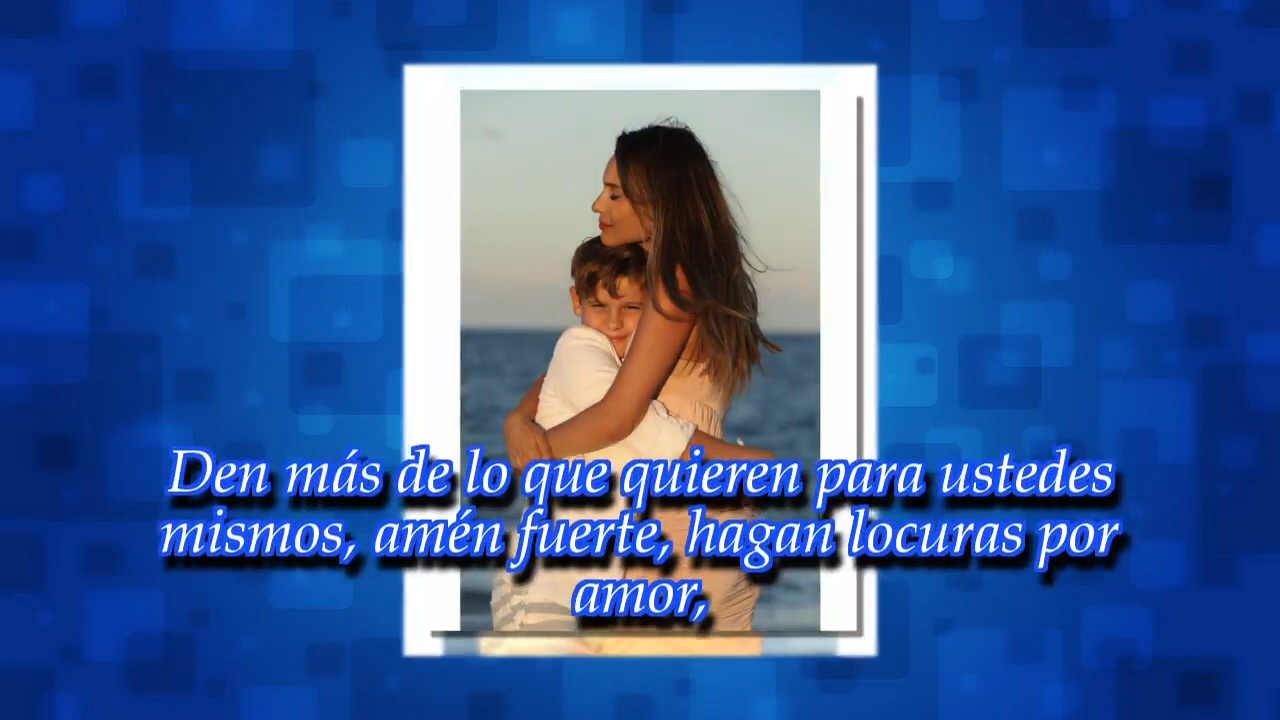 Den más de lo que quieren para ustedes
mismos, amén fuerte, hagan locuras por
amor,